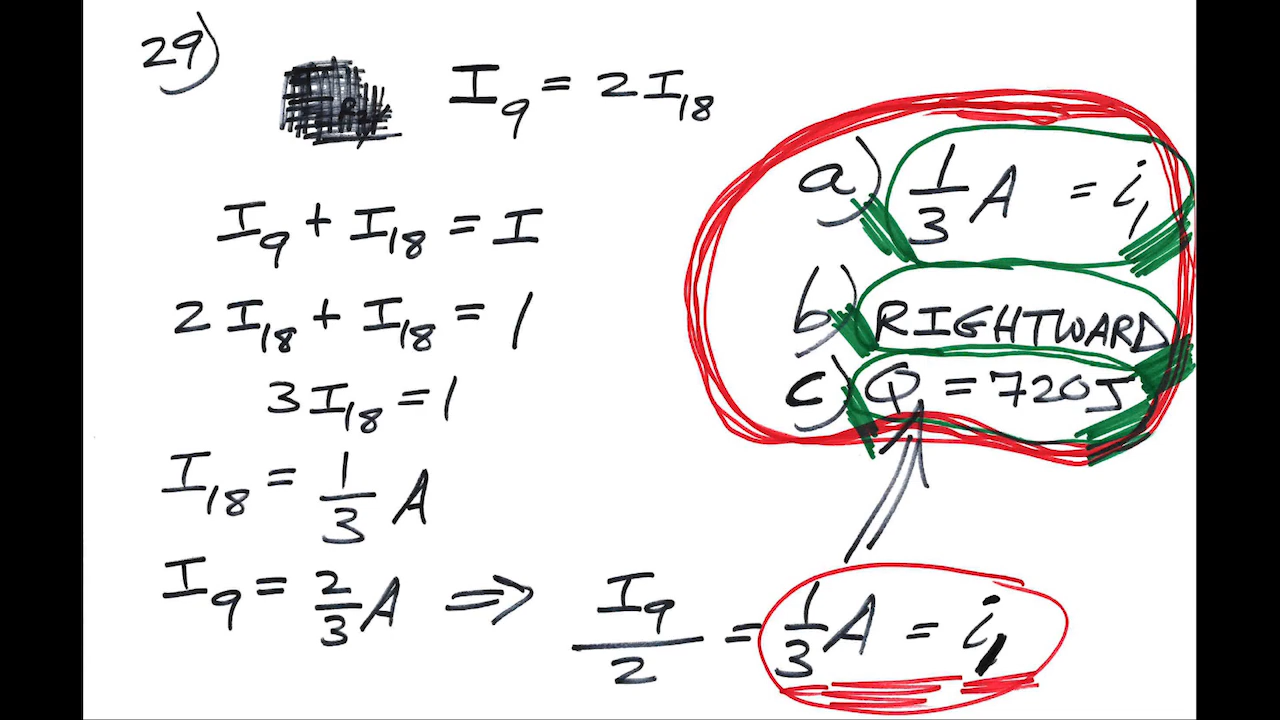 29)
I₉ = 2I₁₈
I₉ + I₁₈ = I
2I₁₈ + I₁₈ = 1
3I₁₈ = 1
I₁₈ = 1/3 A
I₉ = 2/3 A ⇒ I₉/2 = 1/3 A = i₁
a) 1/3 A = i₁
b) RIGHTWARD
c) Q = 720J